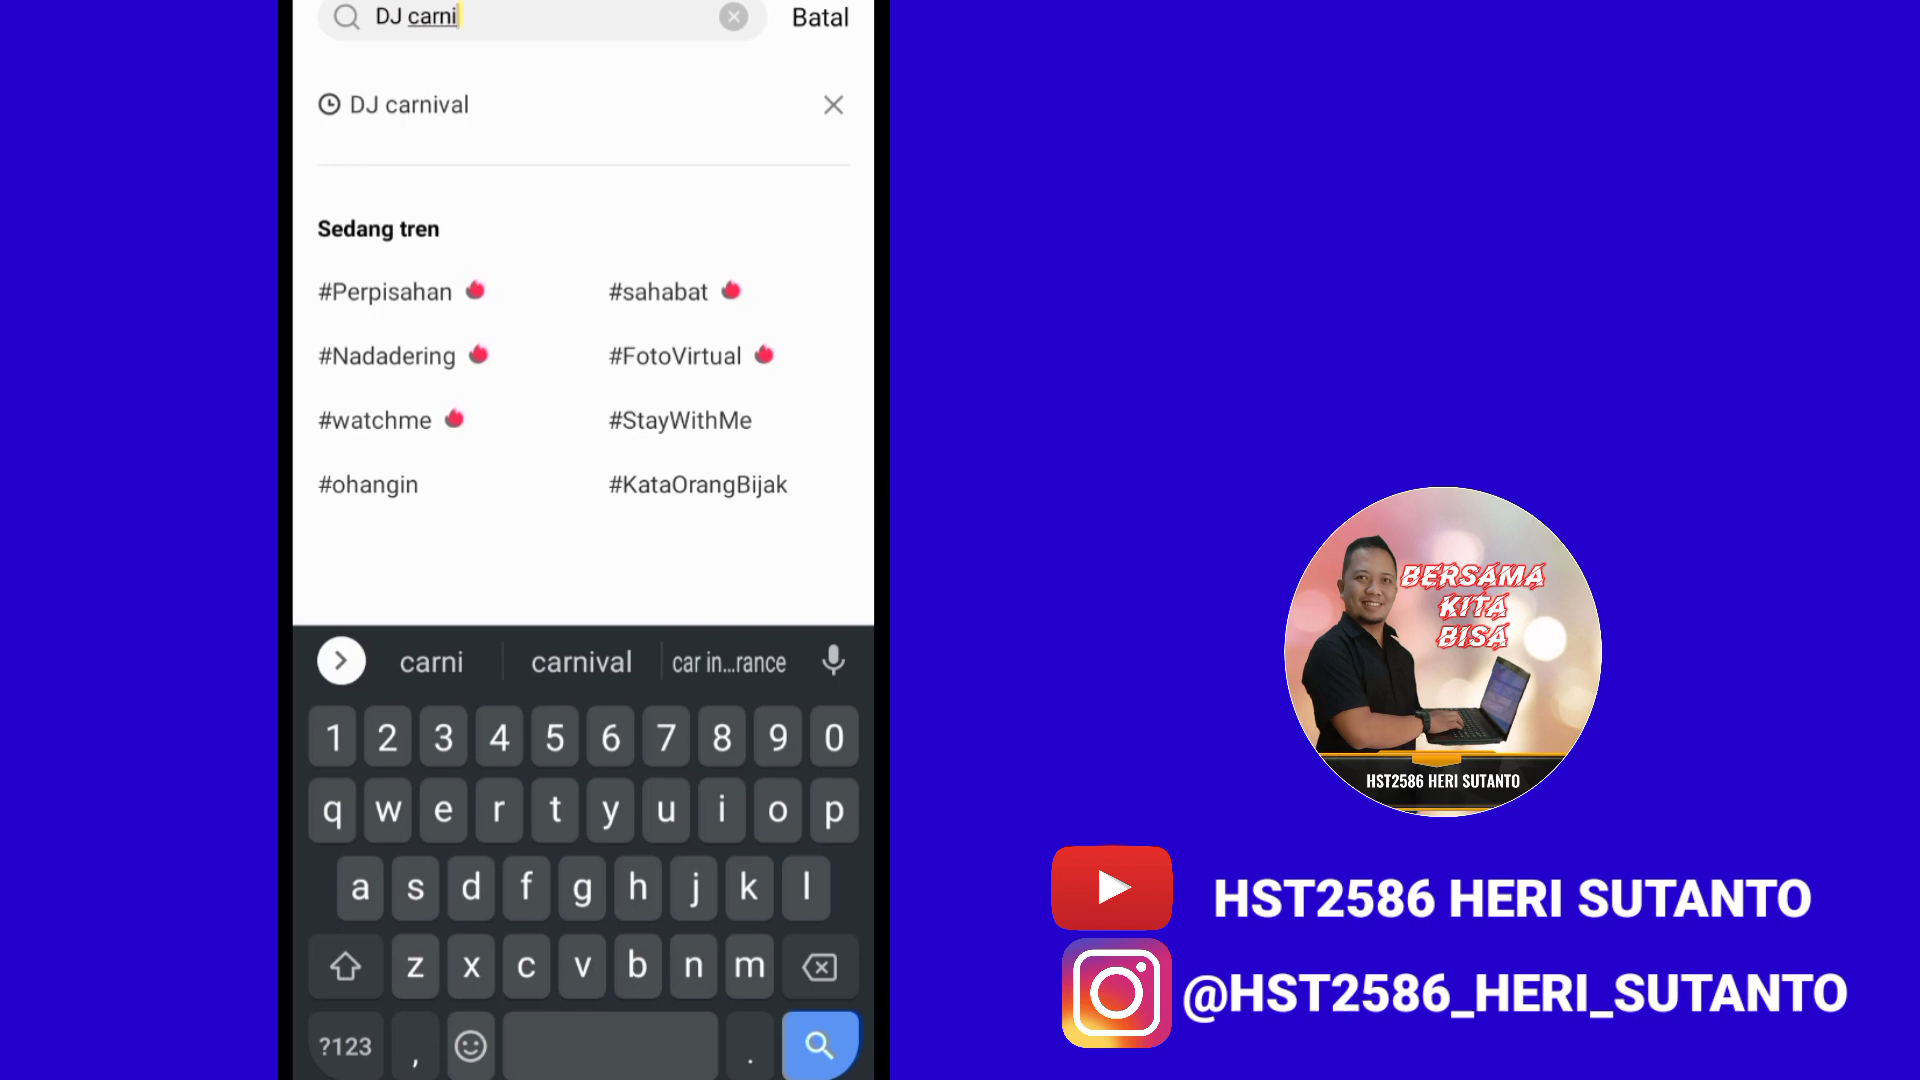 DJ carni
Batal
DJ carnival
Sedang tren
#Perpisahan
#sahabat
#Nadadering
#FotoVirtual
#watchme
#StayWithMe
#ohangin
#KataOrangBijak
carni
carnival
car in...rance
1 2 3 4 5 6 7 8 9 0
q w e r t y u i o p
a s d f g h j k l
z x c v b n m
?123 , .
BERSAMA
KITA
BISA
HST2586 HERI SUTANTO
HST2586 HERI SUTANTO
@HST2586_HERI_SUTANTO